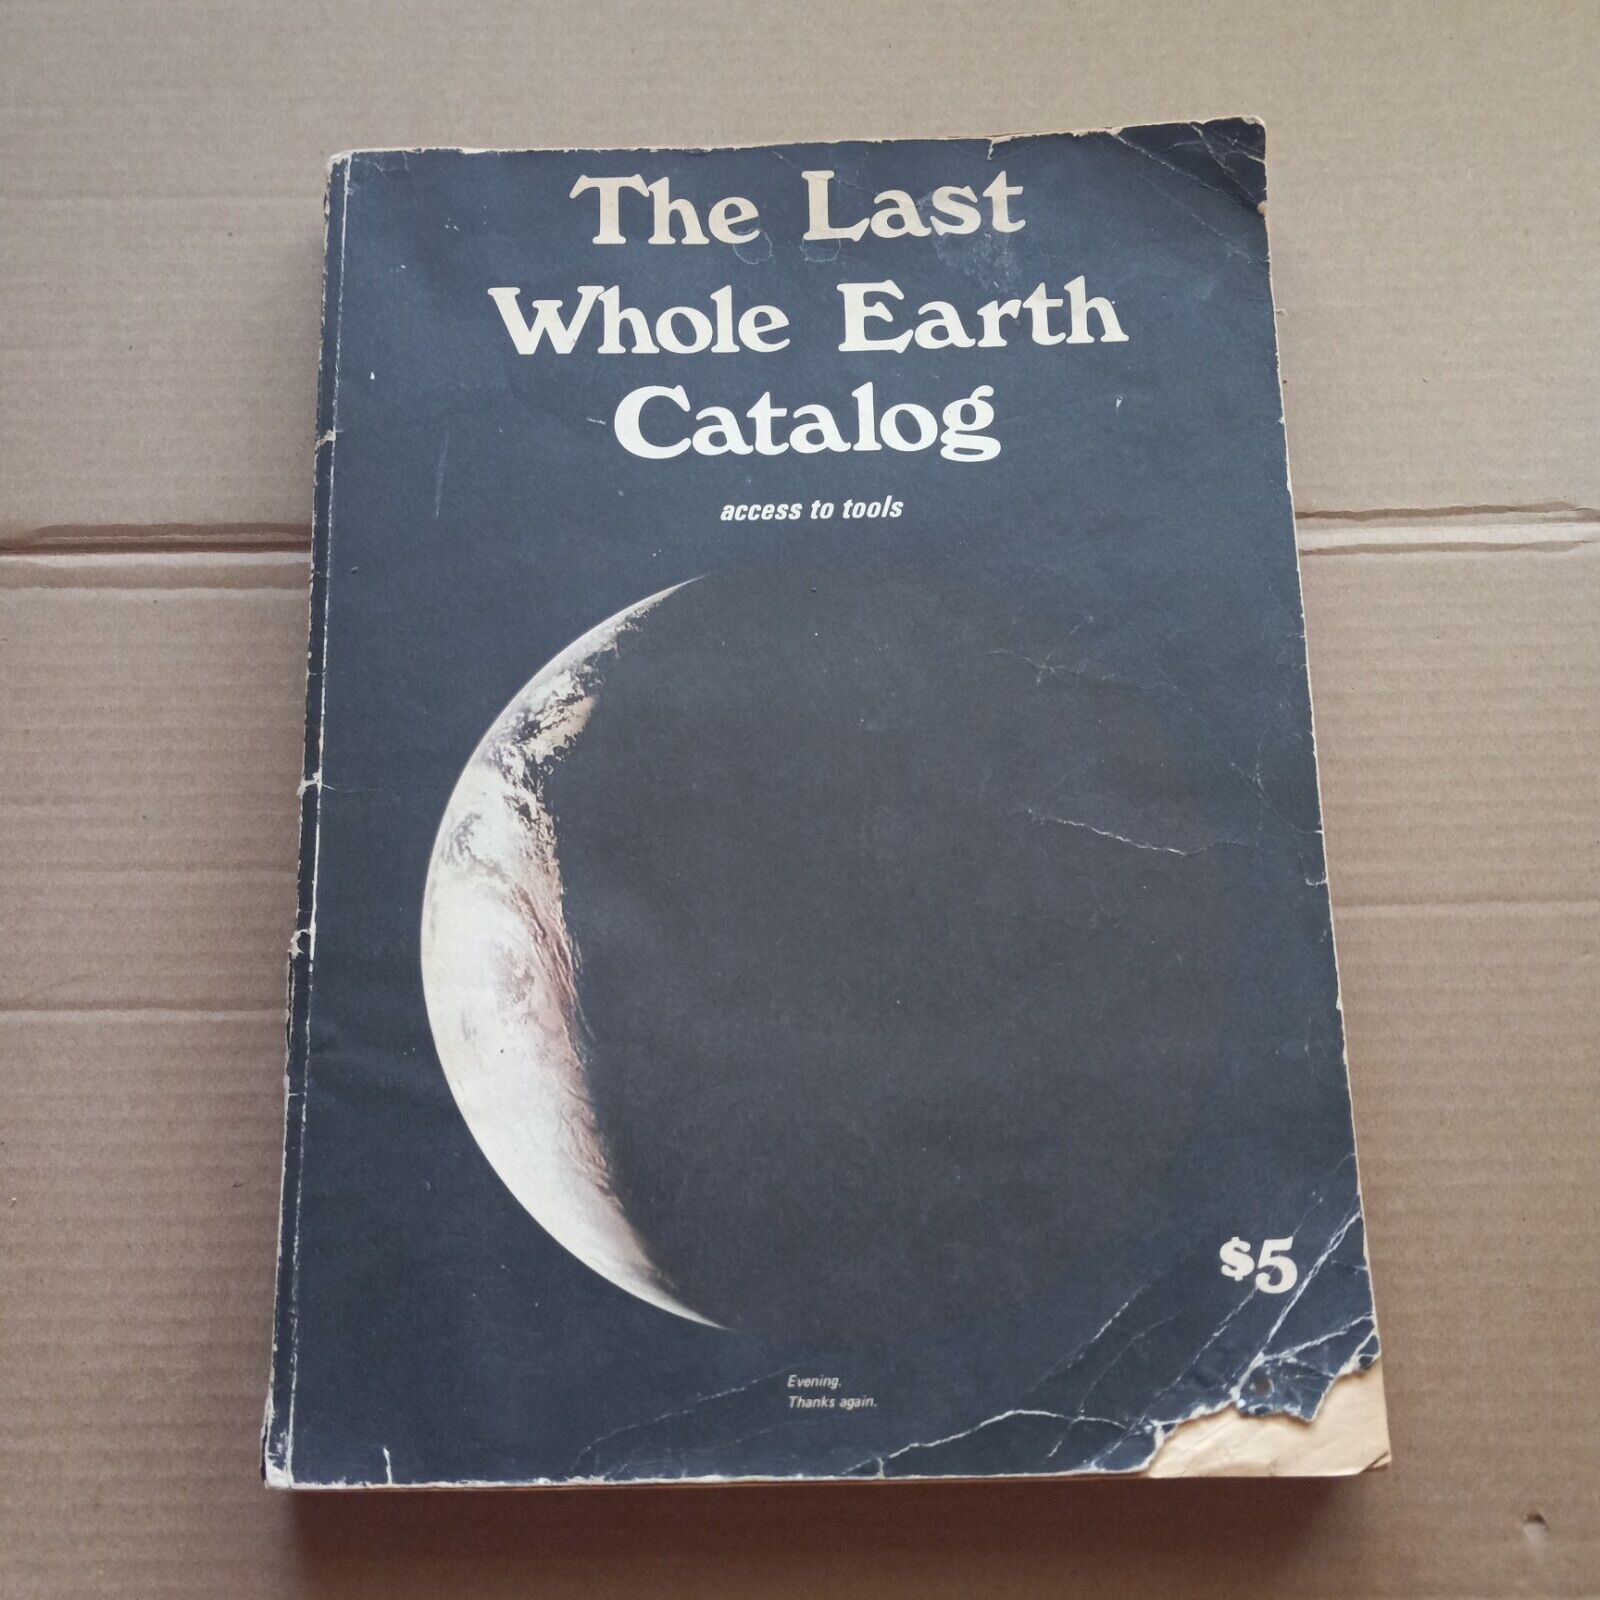 The Last
Whole Earth
Catalog
access to tools
$5
Evening.
Thanks again.